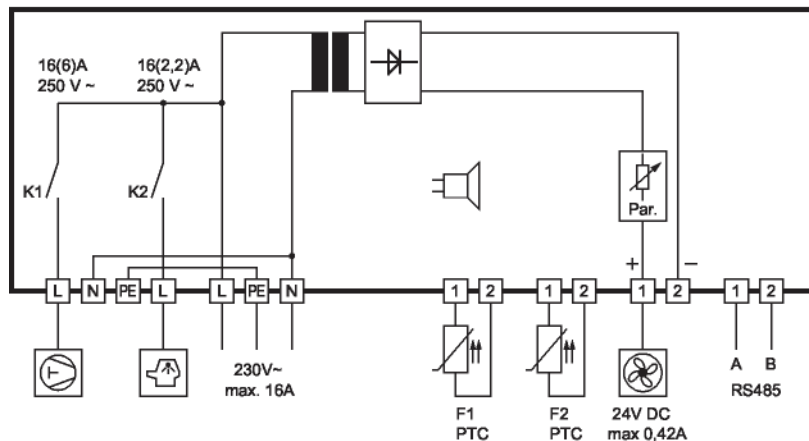 16(6)A
250 V ~
16(2,2)A
250 V ~
K1
K2
Par.
+
−
L
N
PE
L
L
PE
N
1
2
1
2
1
2
1
2
230V~
max. 16A
F1
PTC
F2
PTC
24V DC
max 0,42A
A
B
RS485